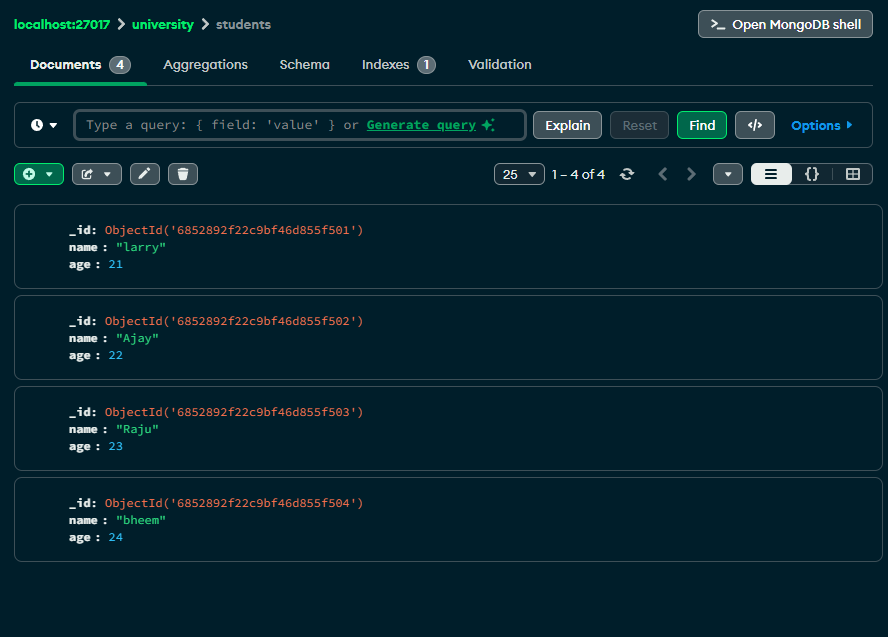 localhost:27017 > university > students
>_ Open MongoDB shell
Documents 4 Aggregations Schema Indexes 1 Validation
Type a query: { field: 'value' } or Generate query
Explain Reset Find </> Options
25 1 – 4 of 4 {}
_id: ObjectId('6852892f22c9bf46d855f501')
name : "larry"
age : 21
_id: ObjectId('6852892f22c9bf46d855f502')
name : "Ajay"
age : 22
_id: ObjectId('6852892f22c9bf46d855f503')
name : "Raju"
age : 23
_id: ObjectId('6852892f22c9bf46d855f504')
name : "bheem"
age : 24